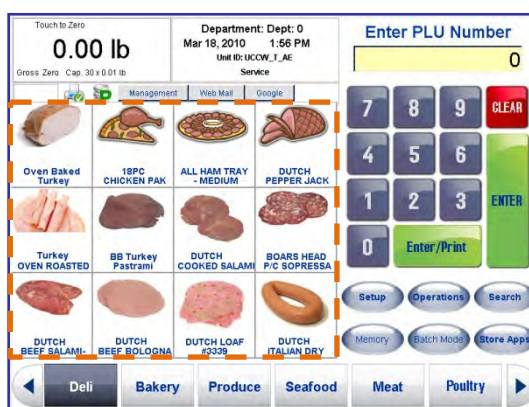 Touch to Zero
0.00 lb
Gross Zero Cap. 30 x 0.01 lb
Department: Dept: 0
Mar 18, 2010 1:56 PM
Unit ID: UCCW_T_AE
Service
Enter PLU Number
0
Management Web Mail Google
Oven Baked
Turkey
18PC
CHICKEN PAK
ALL HAM TRAY
- MEDIUM
DUTCH
PEPPER JACK
Turkey
OVEN ROASTED
BB Turkey
Pastrami
DUTCH
COOKED SALAMI
BOARS HEAD
P/C SOPRESSA
DUTCH
BEEF SALAMI-
DUTCH
BEEF BOLOGNA
DUTCH LOAF
#3339
DUTCH
ITALIAN DRY
7 8 9 CLEAR
4 5 6
1 2 3 ENTER
0 Enter/Print
Setup Operations Search
Memory Batch Mode Store Apps
Deli Bakery Produce Seafood Meat Poultry